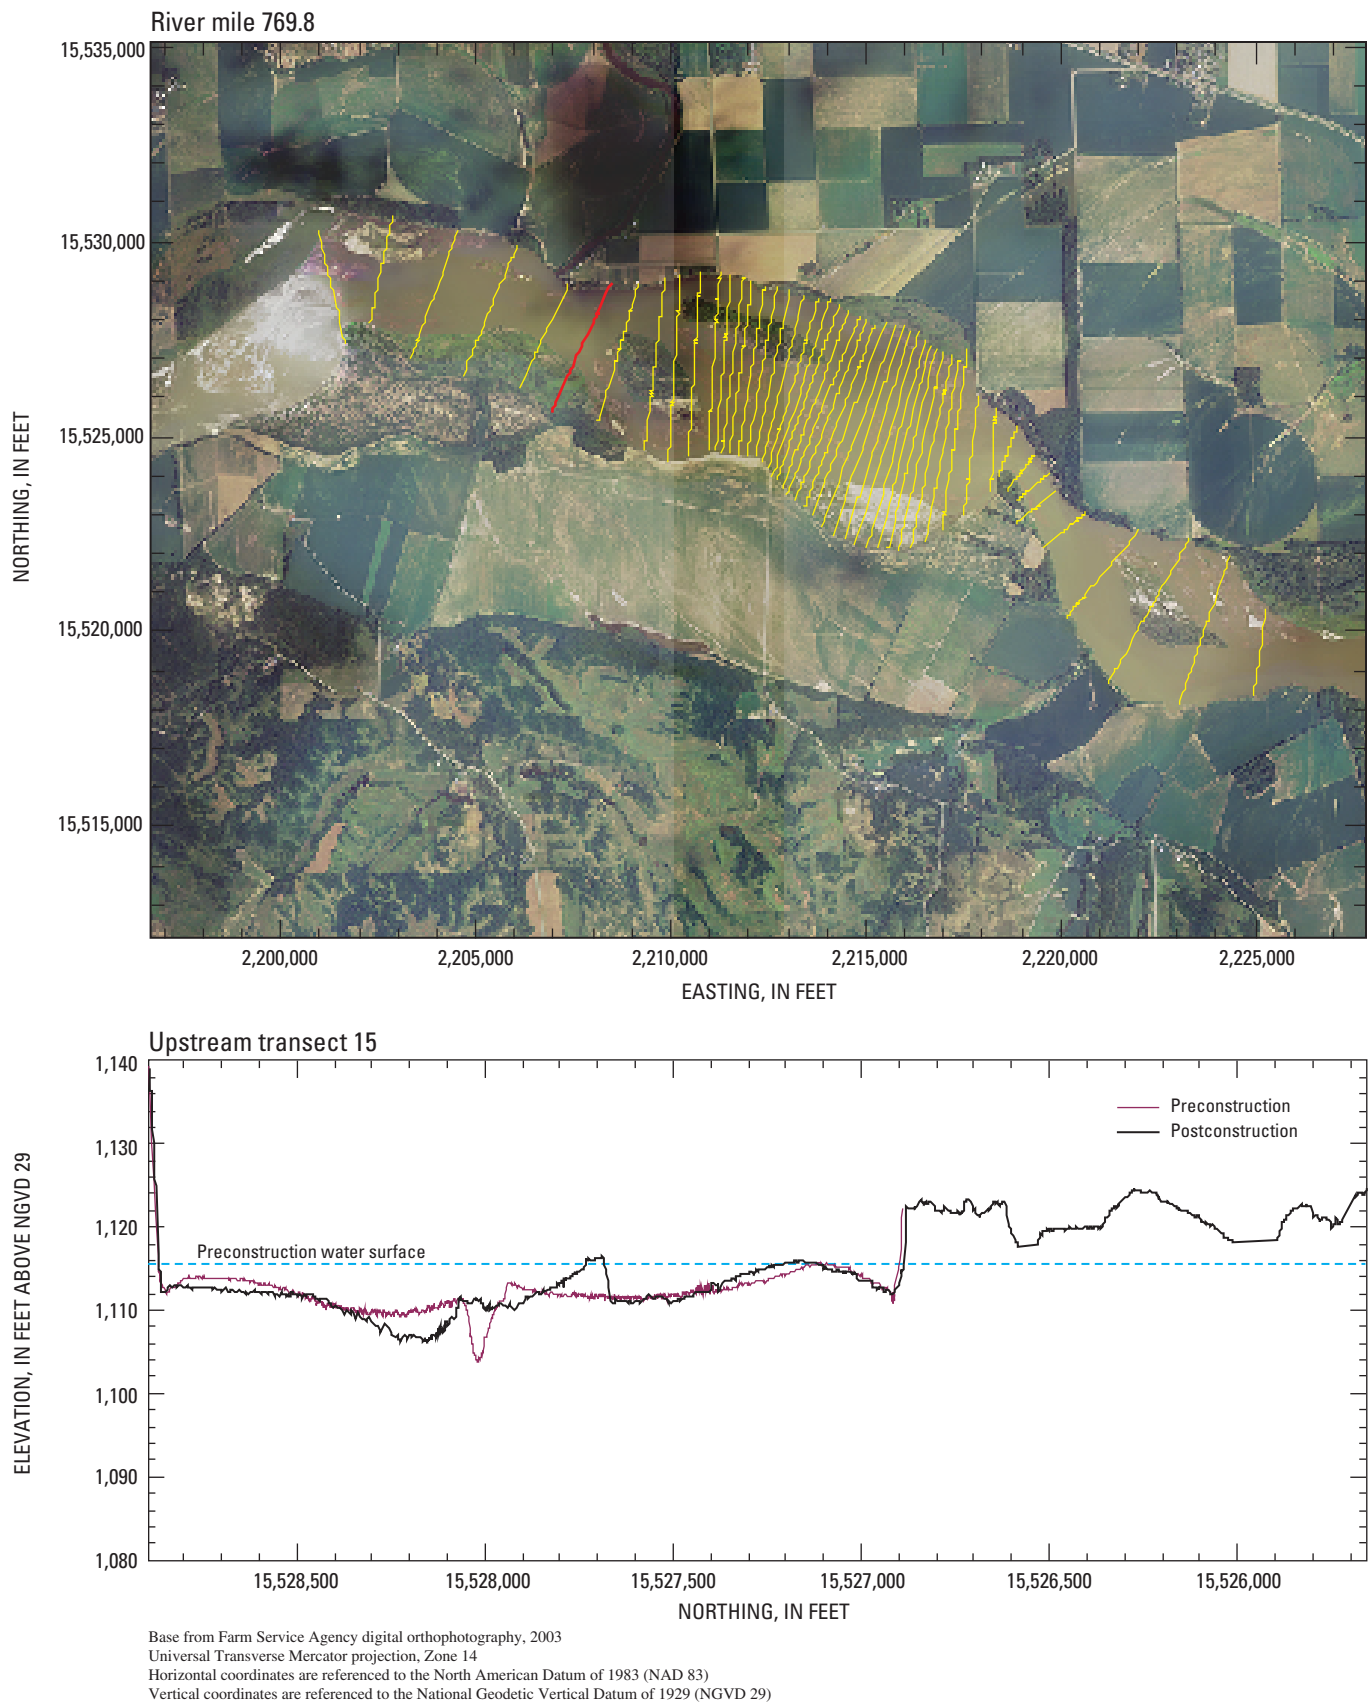 River mile 769.8
15,535,000
15,530,000
15,525,000
15,520,000
15,515,000
NORTHING, IN FEET
2,200,000 2,205,000 2,210,000 2,215,000 2,220,000 2,225,000
EASTING, IN FEET
Upstream transect 15
1,140
1,130
1,120
1,110
1,100
1,090
1,080
ELEVATION, IN FEET ABOVE NGVD 29
Preconstruction
Postconstruction
Preconstruction water surface
15,528,500 15,528,000 15,527,500 15,527,000 15,526,500 15,526,000
NORTHING, IN FEET
Base from Farm Service Agency digital orthophotography, 2003
Universal Transverse Mercator projection, Zone 14
Horizontal coordinates are referenced to the North American Datum of 1983 (NAD 83)
Vertical coordinates are referenced to the National Geodetic Vertical Datum of 1929 (NGVD 29)